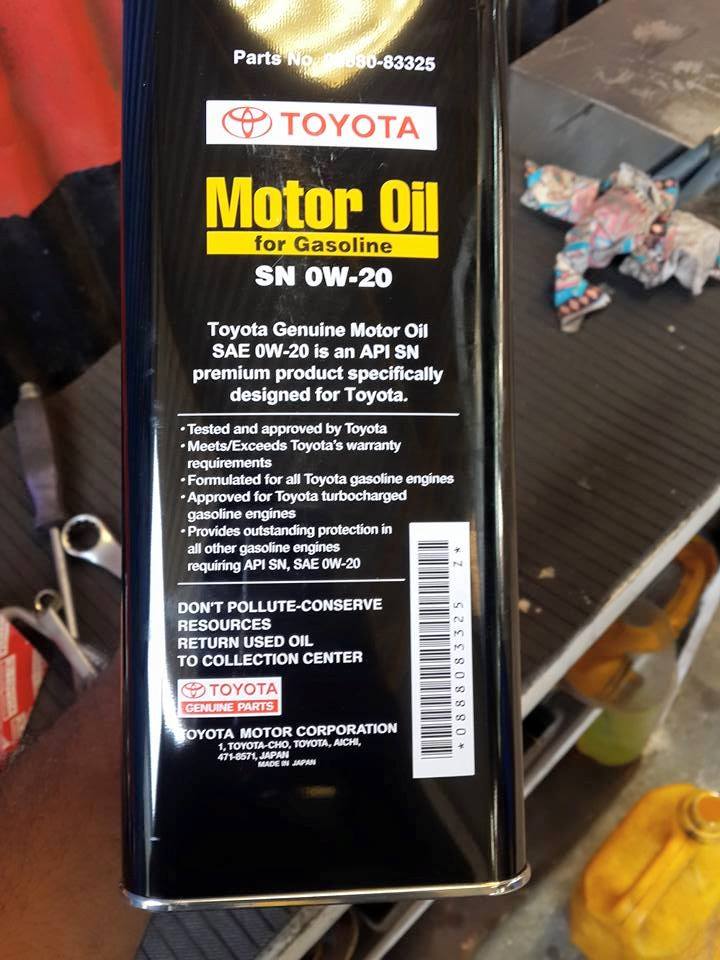 Parts No. 80-83325
TOYOTA
Motor Oil
for Gasoline
SN 0W-20
Toyota Genuine Motor Oil
SAE 0W-20 is an API SN
premium product specifically
designed for Toyota.
• Tested and approved by Toyota
• Meets/Exceeds Toyota's warranty
requirements
• Formulated for all Toyota gasoline engines
• Approved for Toyota turbocharged
gasoline engines
• Provides outstanding protection in
all other gasoline engines
requiring API SN, SAE 0W-20
DON'T POLLUTE-CONSERVE
RESOURCES
RETURN USED OIL
TO COLLECTION CENTER
TOYOTA
GENUINE PARTS
TOYOTA MOTOR CORPORATION
1, TOYOTA-CHO, TOYOTA, AICHI,
471-8571, JAPAN
MADE IN JAPAN
*0888083325 Z*